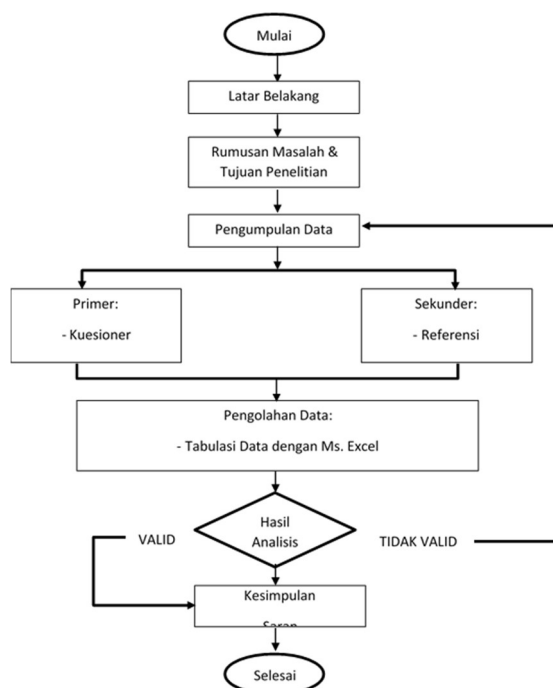 Mulai
Latar Belakang
Rumusan Masalah &
Tujuan Penelitian
Pengumpulan Data
Primer:
- Kuesioner
Sekunder:
- Referensi
Pengolahan Data:
- Tabulasi Data dengan Ms. Excel
Hasil
Analisis
VALID
TIDAK VALID
Kesimpulan
Saran
Selesai